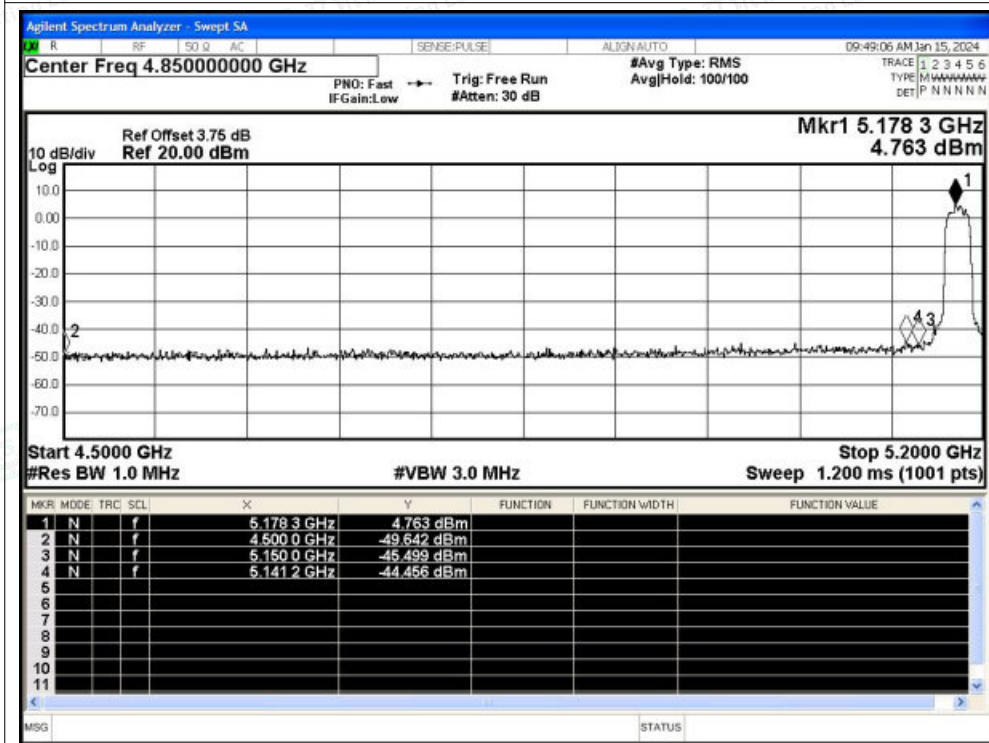 Agilent Spectrum Analyzer - Swept SA
LXI R RF 50 Ω AC SENSE:PULSE ALIGN AUTO 09:49:06 AM Jan 15, 2024
Center Freq 4.850000000 GHz
PNO: Fast
IFGain:Low
Trig: Free Run
#Atten: 30 dB
#Avg Type: RMS
Avg|Hold: 100/100
TRACE 1 2 3 4 5 6
TYPE M
DET P N N N N N
Mkr1 5.178 3 GHz
4.763 dBm
Ref Offset 3.75 dB
10 dB/div Ref 20.00 dBm
Log
10.0
0.00
-10.0
-20.0
-30.0
-40.0
-50.0
-60.0
-70.0
1
2
4 3
Start 4.5000 GHz Stop 5.2000 GHz
#Res BW 1.0 MHz #VBW 3.0 MHz Sweep 1.200 ms (1001 pts)
MKR MODE TRC SCL X Y FUNCTION FUNCTION WIDTH FUNCTION VALUE
1 N f 5.178 3 GHz 4.763 dBm
2 N f 4.500 0 GHz -49.642 dBm
3 N f 5.150 0 GHz -45.499 dBm
4 N f 5.141 2 GHz -44.456 dBm
5
6
7
8
9
10
11
MSG STATUS